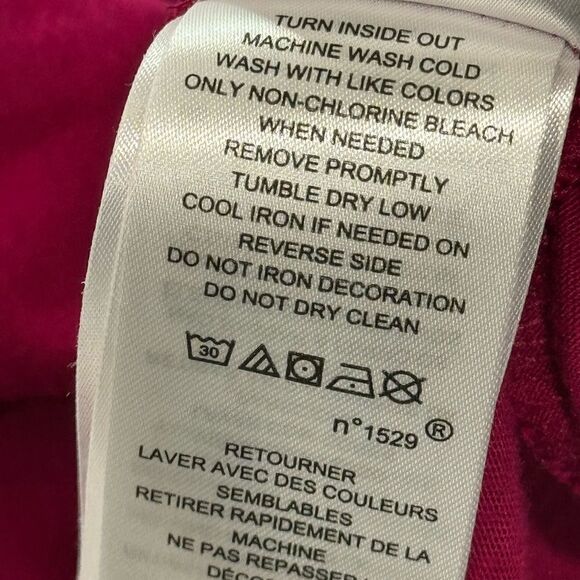 TURN INSIDE OUT
MACHINE WASH COLD
WASH WITH LIKE COLORS
ONLY NON-CHLORINE BLEACH
WHEN NEEDED
REMOVE PROMPTLY
TUMBLE DRY LOW
COOL IRON IF NEEDED ON
REVERSE SIDE
DO NOT IRON DECORATION
DO NOT DRY CLEAN
30
n°1529 ®
RETOURNER
LAVER AVEC DES COULEURS
SEMBLABLES
RETIRER RAPIDEMENT DE LA
MACHINE
NE PAS REPASSER